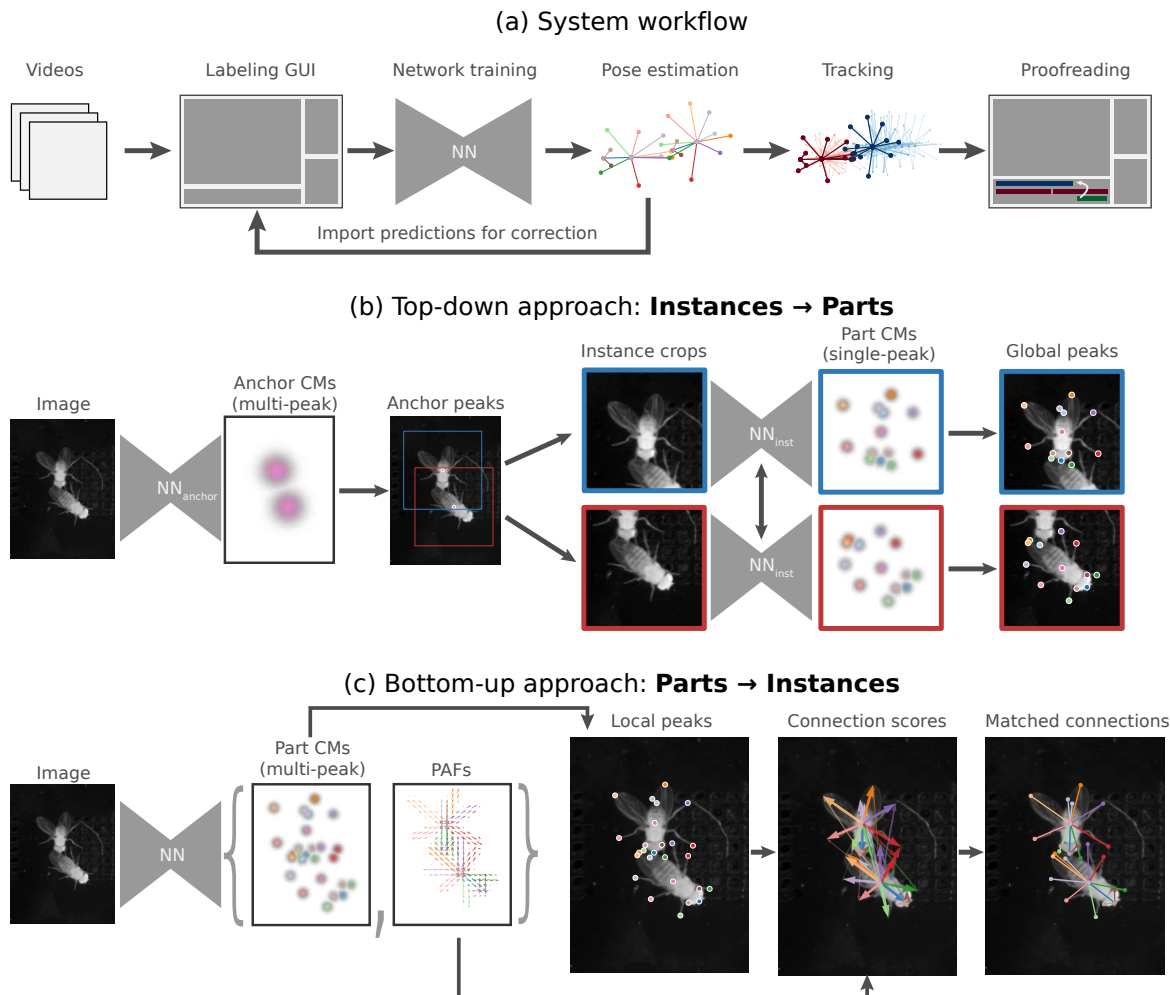 (a) System workflow
Videos
Labeling GUI
Network training
Pose estimation
Tracking
Proofreading
NN
Import predictions for correction
(b) Top-down approach: Instances → Parts
Image
Anchor CMs
(multi-peak)
Anchor peaks
Instance crops
Part CMs
(single-peak)
Global peaks
NNanchor
NNinst
NNinst
(c) Bottom-up approach: Parts → Instances
Image
Part CMs
(multi-peak)
PAFs
Local peaks
Connection scores
Matched connections
NN
{ , }